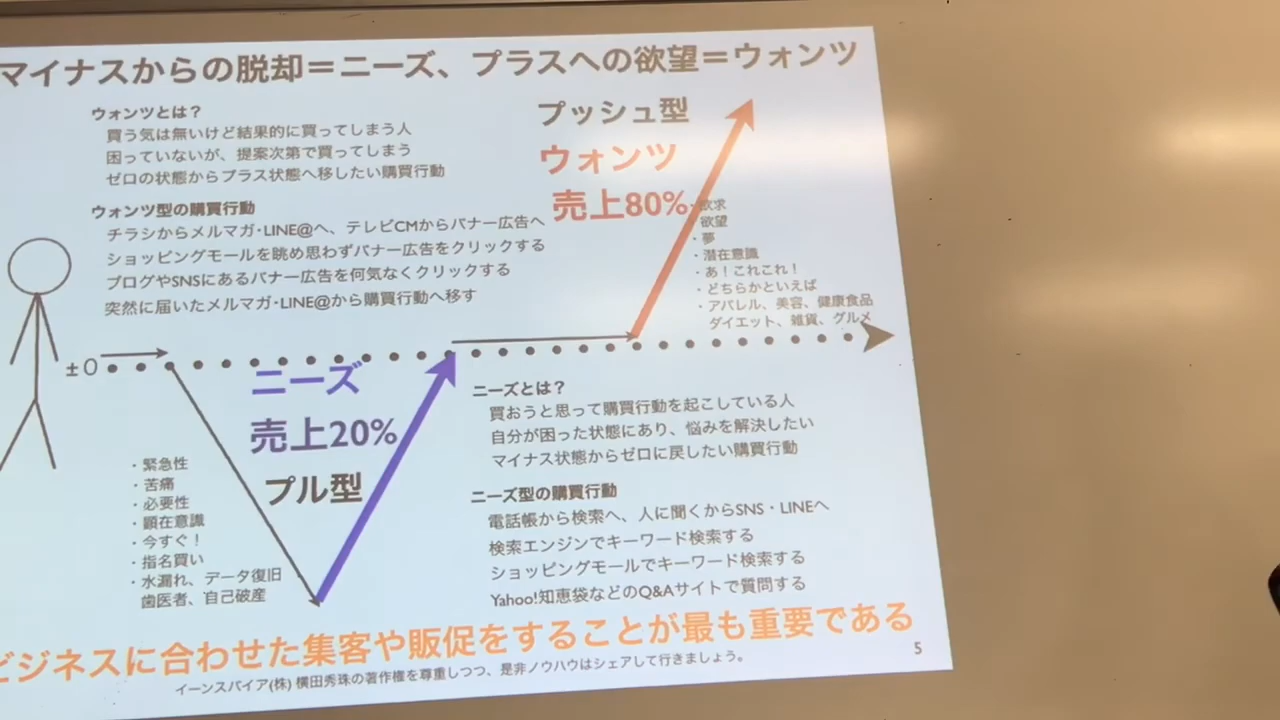 マイナスからの脱却＝ニーズ、プラスへの欲望＝ウォンツ
ウォンツとは？
買う気は無いけど結果的に買ってしまう人
困っていないが、提案次第で買ってしまう
ゼロの状態からプラス状態へ移したい購買行動
ウォンツ型の購買行動
チラシからメルマガ・LINE@へ、テレビCMからバナー広告へ
ショッピングモールを眺め思わずバナー広告をクリックする
ブログやSNSにあるバナー広告を何気なくクリックする
突然に届いたメルマガ・LINE@から購買行動へ移す
プッシュ型
ウォンツ
売上80%
・欲求
欲望
・夢
・潜在意識
・あ！これこれ！
・どちらかといえば
・アパレル、美容、健康食品
ダイエット、雑貨、グルメ
±0
ニーズ
売上20%
プル型
・緊急性
・苦痛
・必要性
・顕在意識
・今すぐ！
・指名買い
・水漏れ、データ復旧
歯医者、自己破産
ニーズとは？
買おうと思って購買行動を起こしている人
自分が困った状態にあり、悩みを解決したい
マイナス状態からゼロに戻したい購買行動
ニーズ型の購買行動
電話帳から検索へ、人に聞くからSNS・LINEへ
検索エンジンでキーワード検索する
ショッピングモールでキーワード検索する
Yahoo!知恵袋などのQ&Aサイトで質問する
ビジネスに合わせた集客や販促をすることが最も重要である
イーンスパイア(株) 横田秀珠の著作権を尊重しつつ、是非ノウハウはシェアして行きましょう。
5